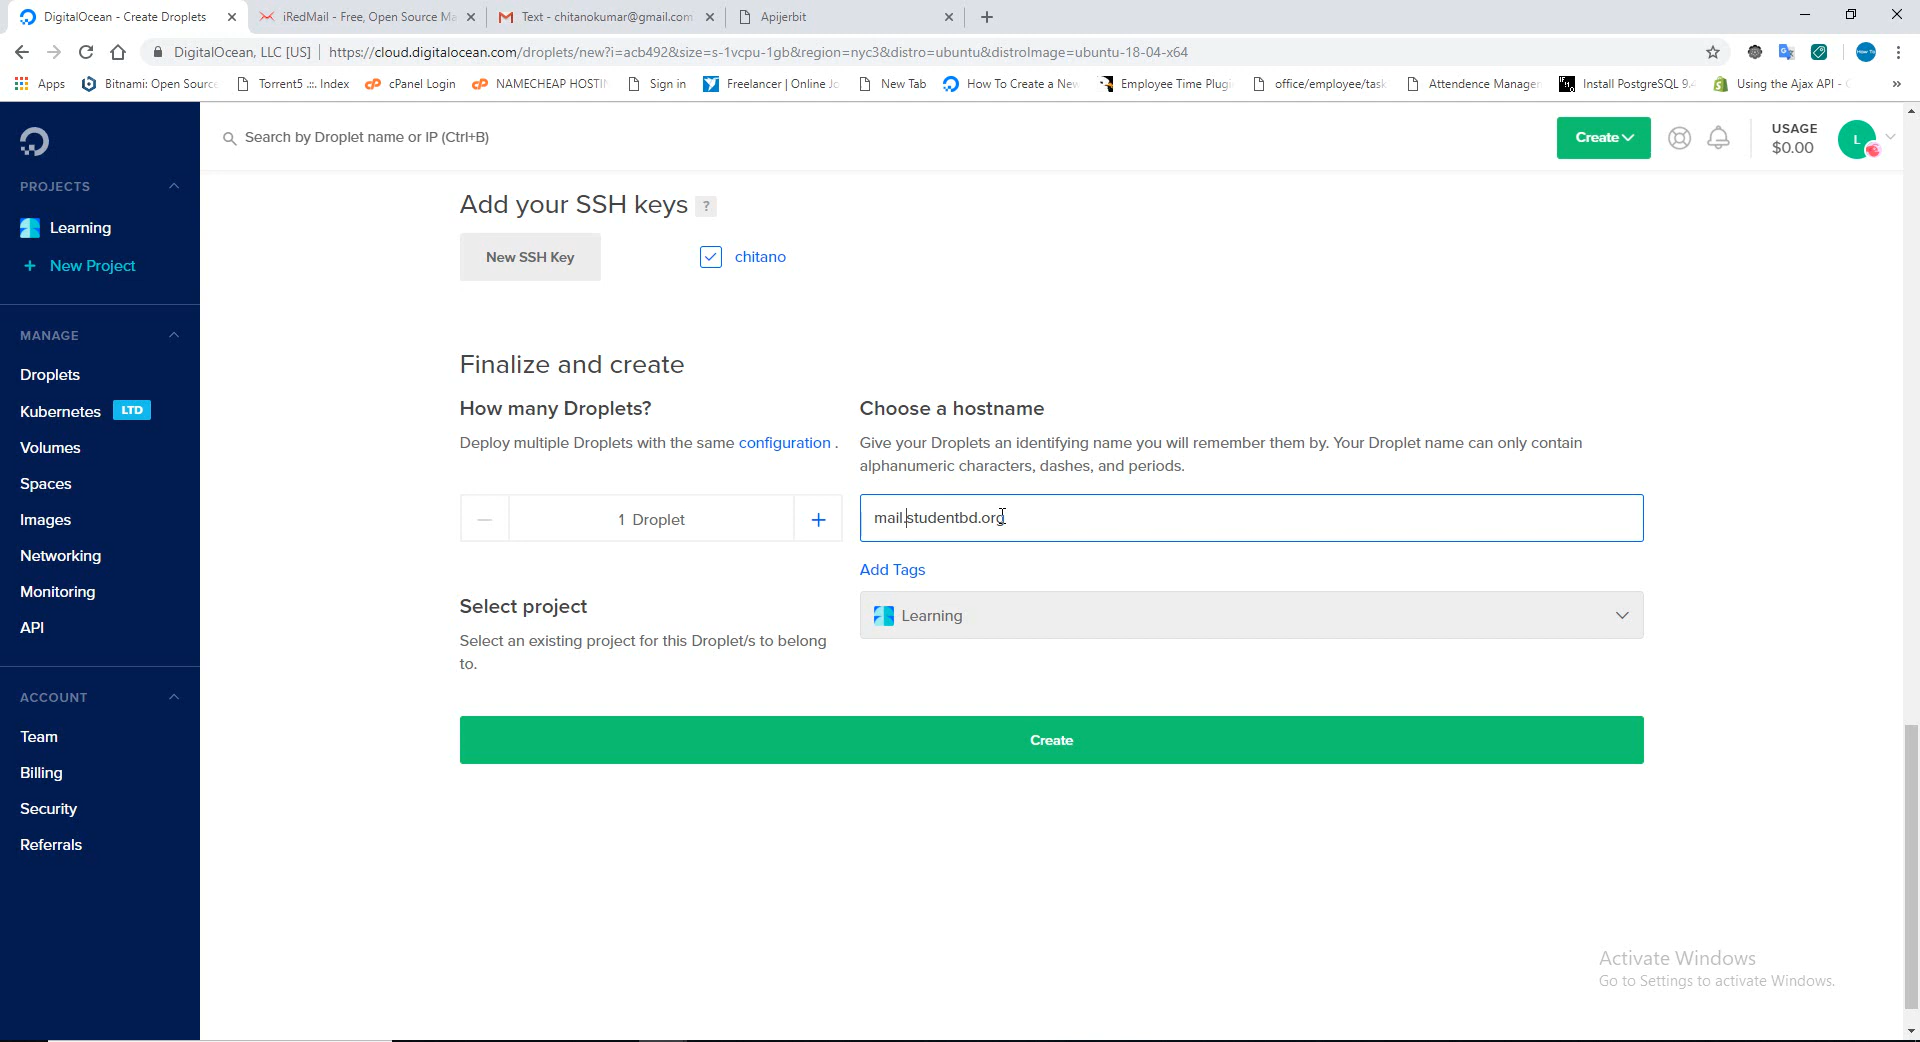 DigitalOcean - Create Droplets
iRedMail - Free, Open Source Ma
Text - chitanokumar@gmail.com
Apijerbit
DigitalOcean, LLC [US] https://cloud.digitalocean.com/droplets/new?i=acb492&size=s-1vcpu-1gb&region=nyc3&distro=ubuntu&distroImage=ubuntu-18-04-x64
Apps Bitnami: Open Source Torrent5 .::. Index cPanel Login NAMECHEAP HOSTI Sign in Freelancer | Online Jo New Tab How To Create a New Employee Time Plugi office/employee/task Attendence Manager Install PostgreSQL 9.4 Using the Ajax API - »
Search by Droplet name or IP (Ctrl+B)
Create
USAGE
$0.00
L
PROJECTS
Learning
+ New Project
MANAGE
Droplets
Kubernetes LTD
Volumes
Spaces
Images
Networking
Monitoring
API
ACCOUNT
Team
Billing
Security
Referrals
Add your SSH keys ?
New SSH Key
chitano
Finalize and create
How many Droplets?
Deploy multiple Droplets with the same configuration .
1 Droplet
Choose a hostname
Give your Droplets an identifying name you will remember them by. Your Droplet name can only contain
alphanumeric characters, dashes, and periods.
mail.studentbd.org
Add Tags
Select project
Select an existing project for this Droplet/s to belong
to.
Learning
Create
Activate Windows
Go to Settings to activate Windows.